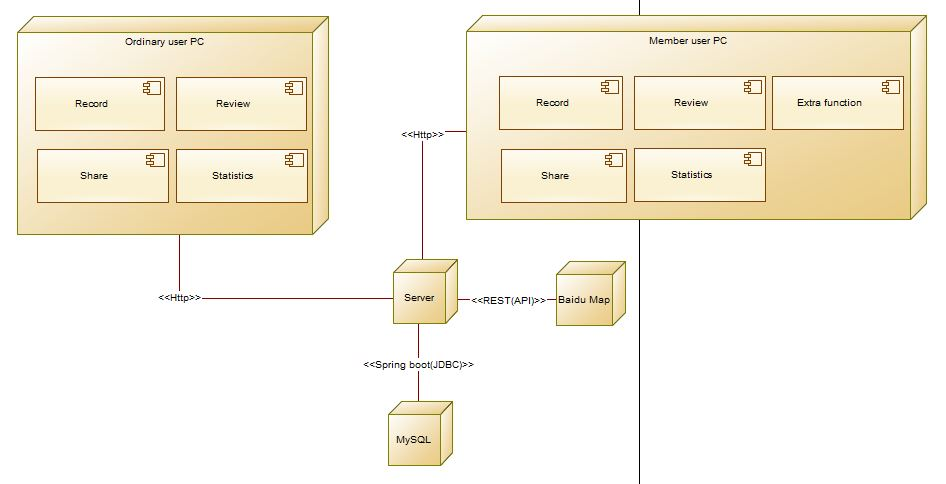 Ordinary user PC
Record
Review
Share
Statistics
Member user PC
Record
Review
Extra function
Share
Statistics
<<Http>>
<<Http>>
Server
<<REST(API)>>
Baidu Map
<<Spring boot(JDBC)>>
MySQL